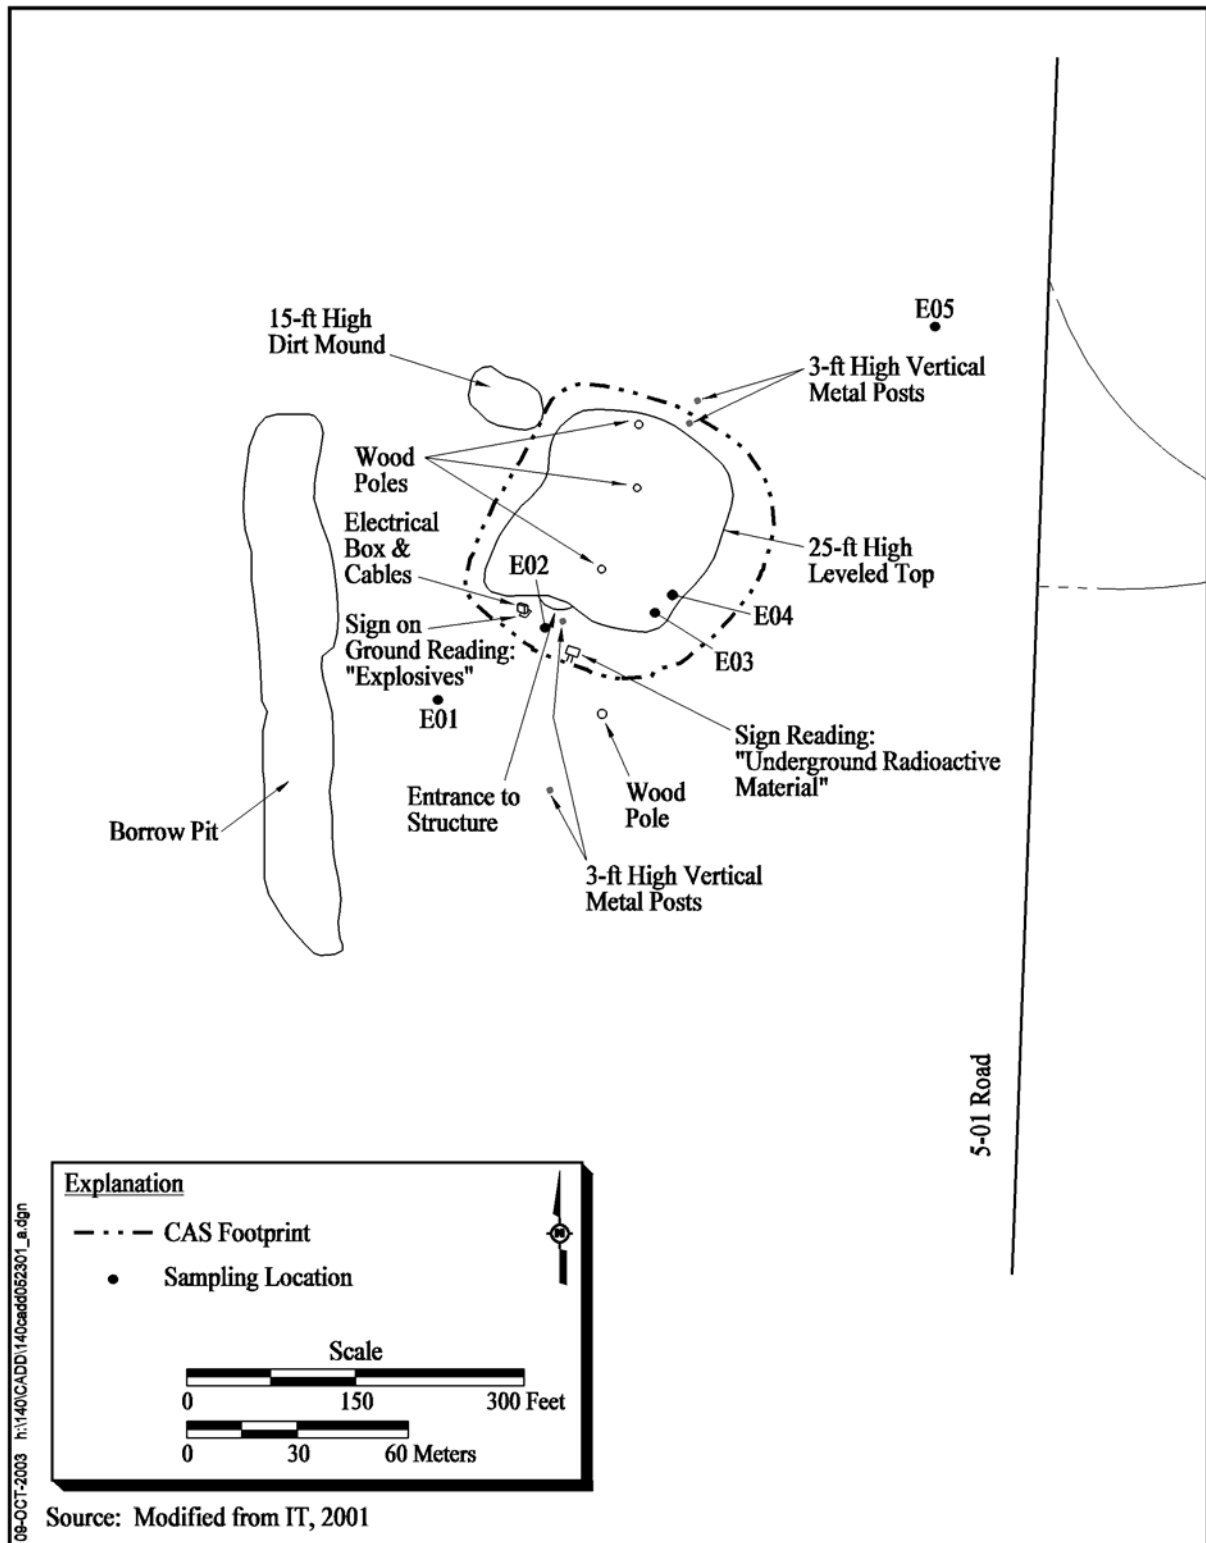 E05
15-ft High
Dirt Mound
3-ft High Vertical
Metal Posts
Wood
Poles
Electrical
Box &
Cables
E02
25-ft High
Leveled Top
E04
Sign on
Ground Reading:
"Explosives"
E03
E01
Sign Reading:
"Underground Radioactive
Material"
Entrance to
Structure
Wood
Pole
Borrow Pit
3-ft High Vertical
Metal Posts
5-01 Road
Explanation
N
CAS Footprint
Sampling Location
Scale
0 150 300 Feet
0 30 60 Meters
Source: Modified from IT, 2001
09-OCT-2003 h:\140\CADD\140cadd052301_a.dgn